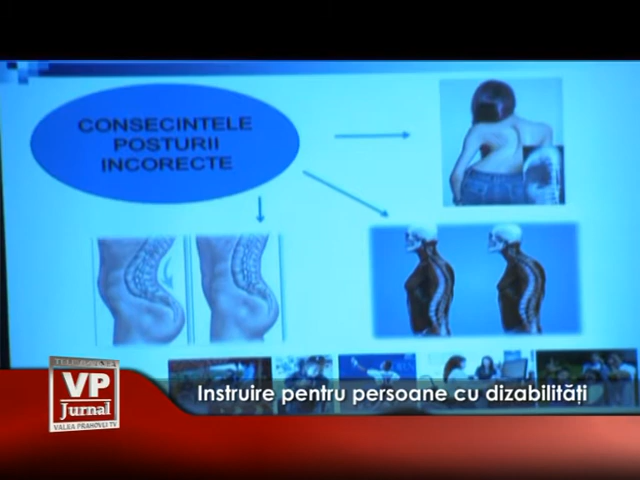 CONSECINTELE
POSTURII
INCORECTE
VP
Jurnal
VALEA PRAHOVEI TV
Instruire pentru persoane cu dizabilități